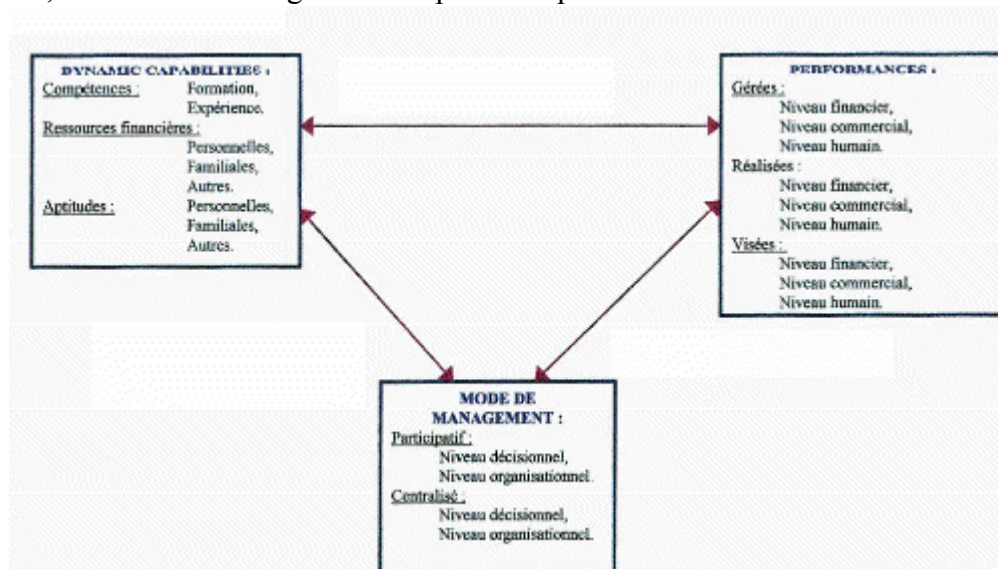 DYNAMIC CAPABILITIES :
Compétences : Formation,
Expérience.
Ressources financières :
Personnelles,
Familiales,
Autres.
Aptitudes : Personnelles,
Familiales,
Autres.
PERFORMANCES :
Gérées :
Niveau financier,
Niveau commercial,
Niveau humain.
Réalisées :
Niveau financier,
Niveau commercial,
Niveau humain.
Visées :
Niveau financier,
Niveau commercial,
Niveau humain.
MODE DE
MANAGEMENT :
Participatif :
Niveau décisionnel,
Niveau organisationnel.
Centralisé :
Niveau décisionnel,
Niveau organisationnel.